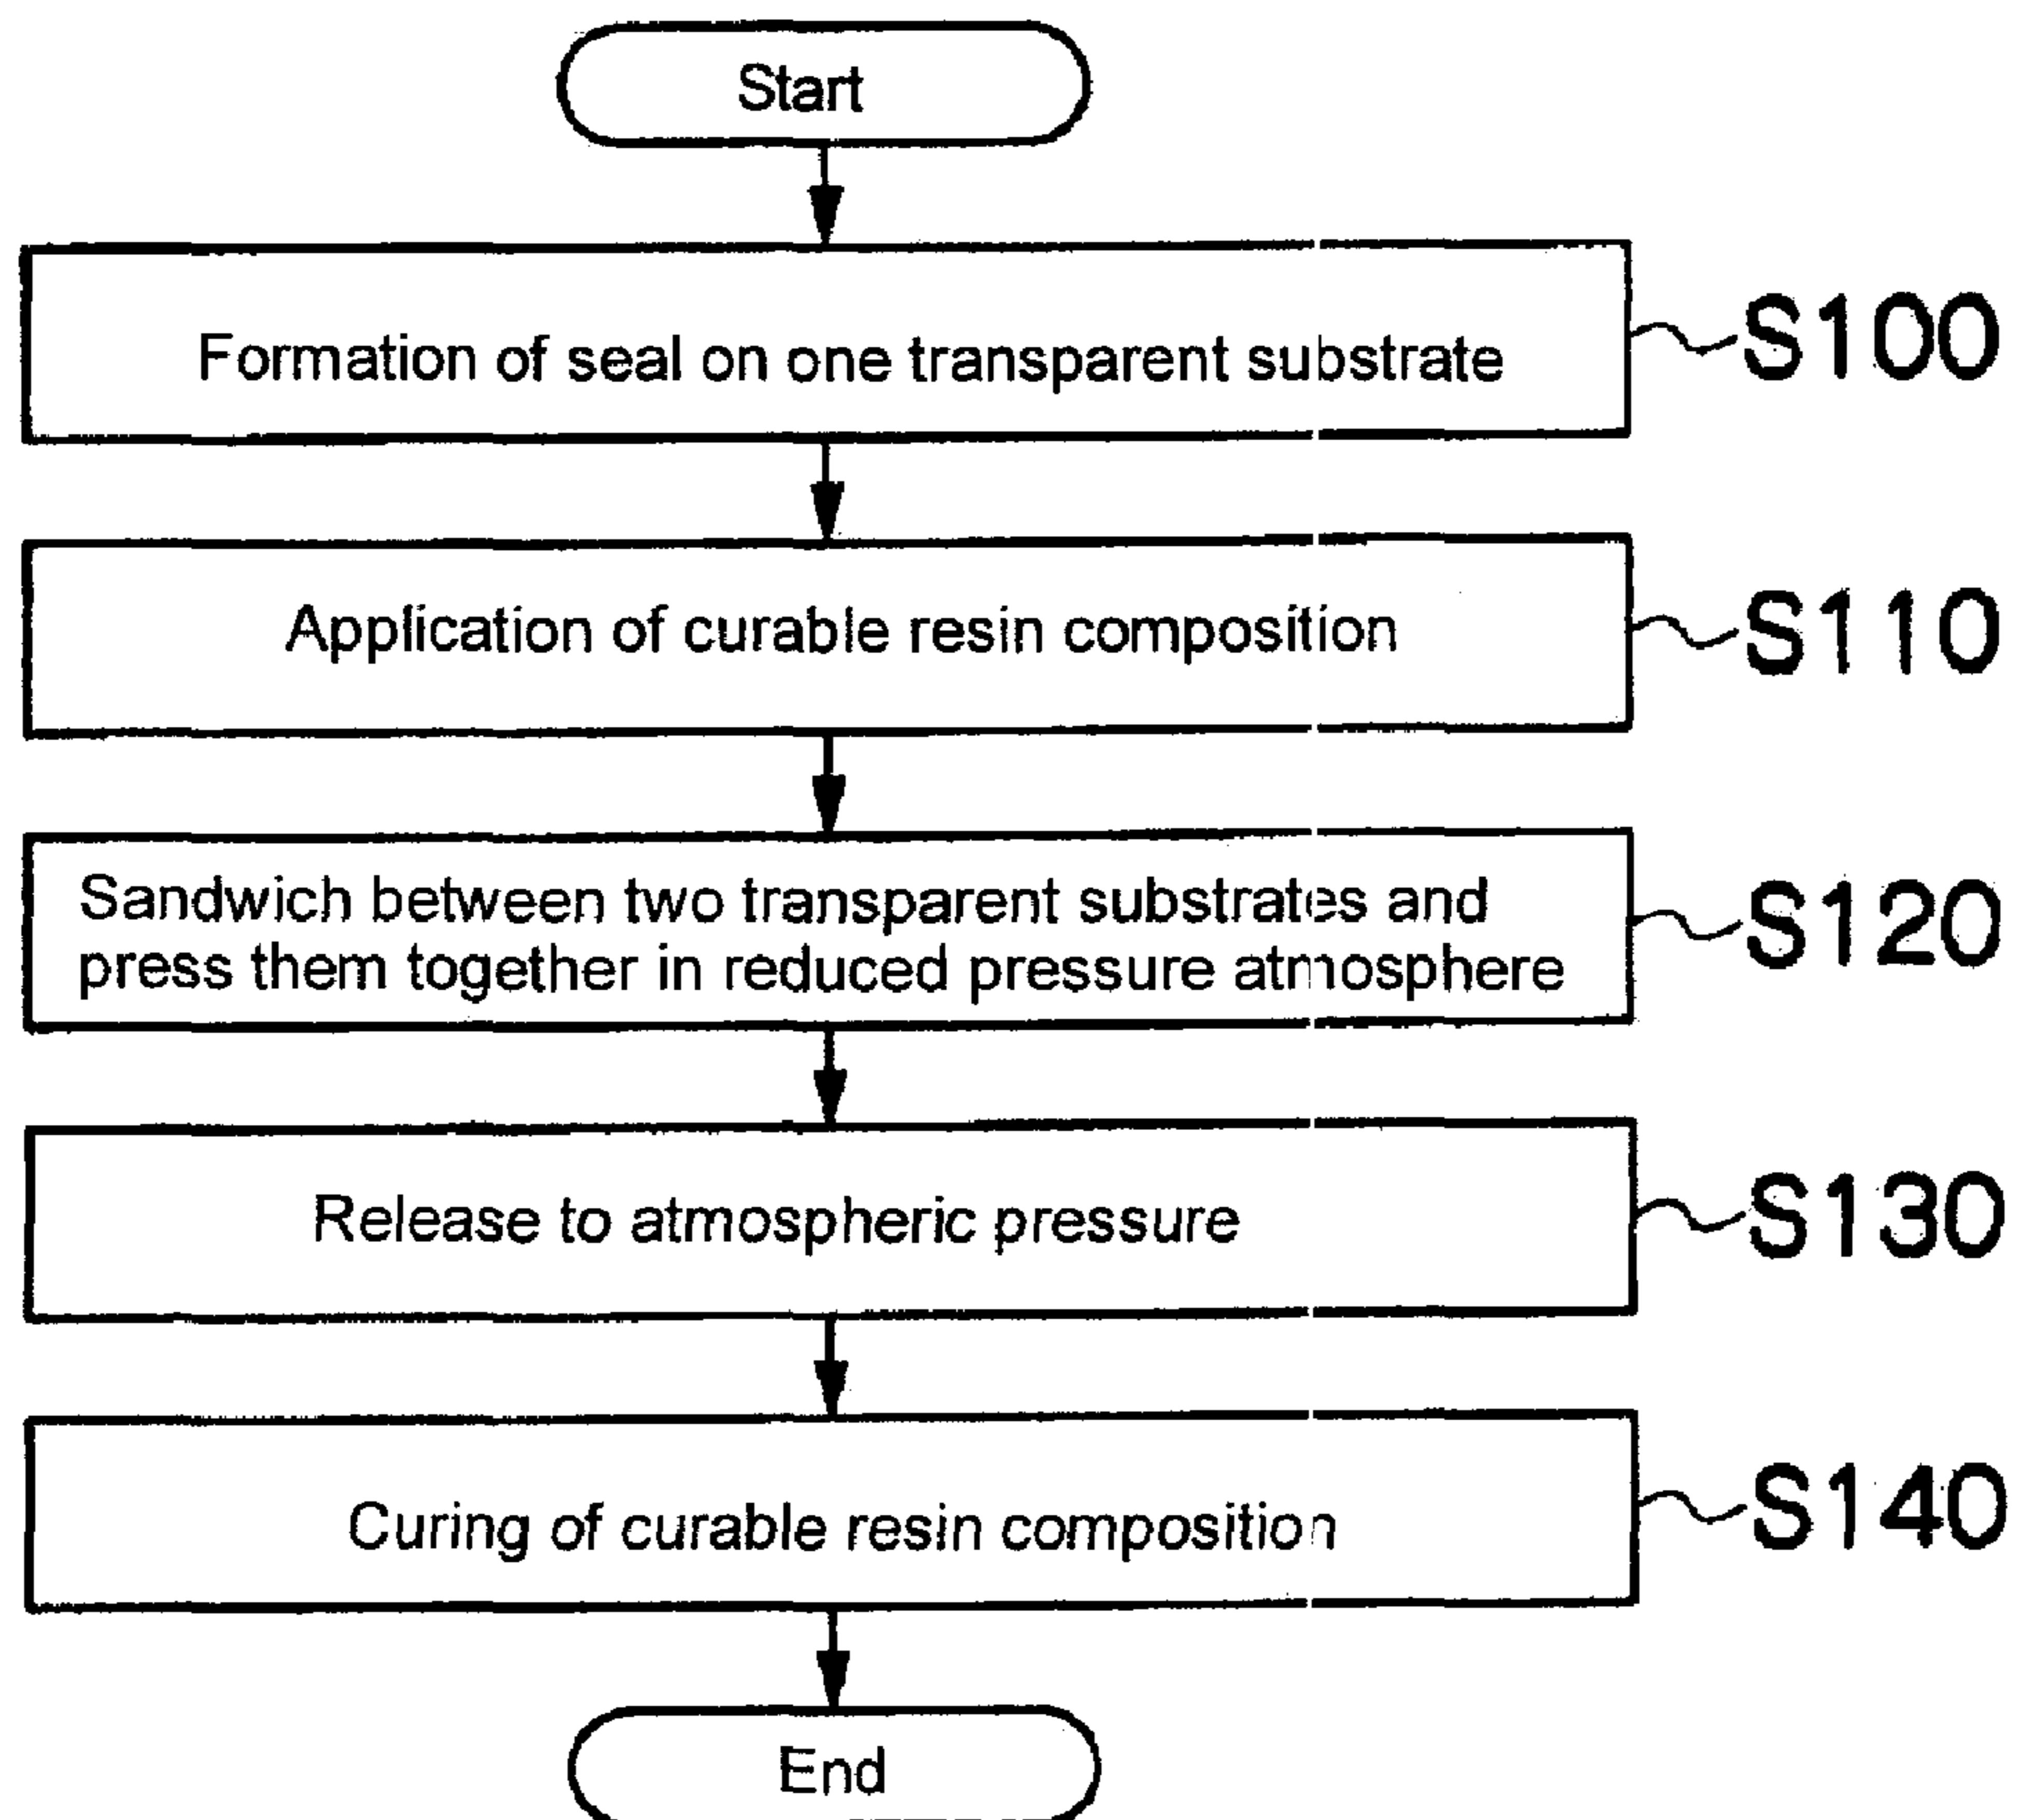 Start
Formation of seal on one transparent substrate
S100
Application of curable resin composition
S110
Sandwich between two transparent substrates and
press them together in reduced pressure atmosphere
S120
Release to atmospheric pressure
S130
Curing of curable resin composition
S140
End